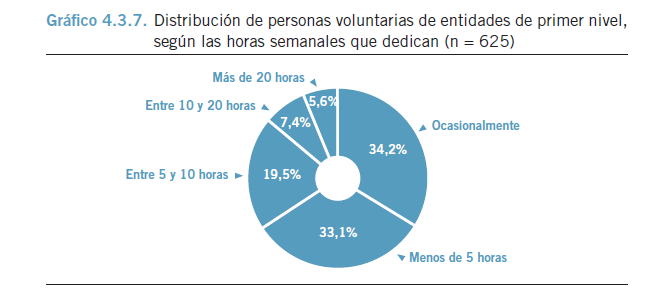 Gráfico 4.3.7. Distribución de personas voluntarias de entidades de primer nivel,
según las horas semanales que dedican (n = 625)
Más de 20 horas
5,6%
Entre 10 y 20 horas
7,4%
Ocasionalmente
34,2%
Entre 5 y 10 horas
19,5%
33,1%
Menos de 5 horas